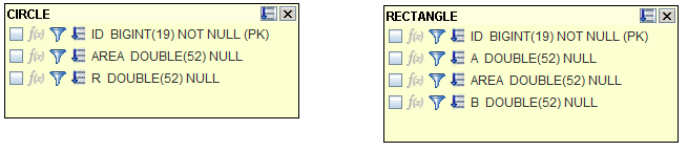 CIRCLE
f(x) ID BIGINT(19) NOT NULL (PK)
f(x) AREA DOUBLE(52) NULL
f(x) R DOUBLE(52) NULL
RECTANGLE
f(x) ID BIGINT(19) NOT NULL (PK)
f(x) A DOUBLE(52) NULL
f(x) AREA DOUBLE(52) NULL
f(x) B DOUBLE(52) NULL